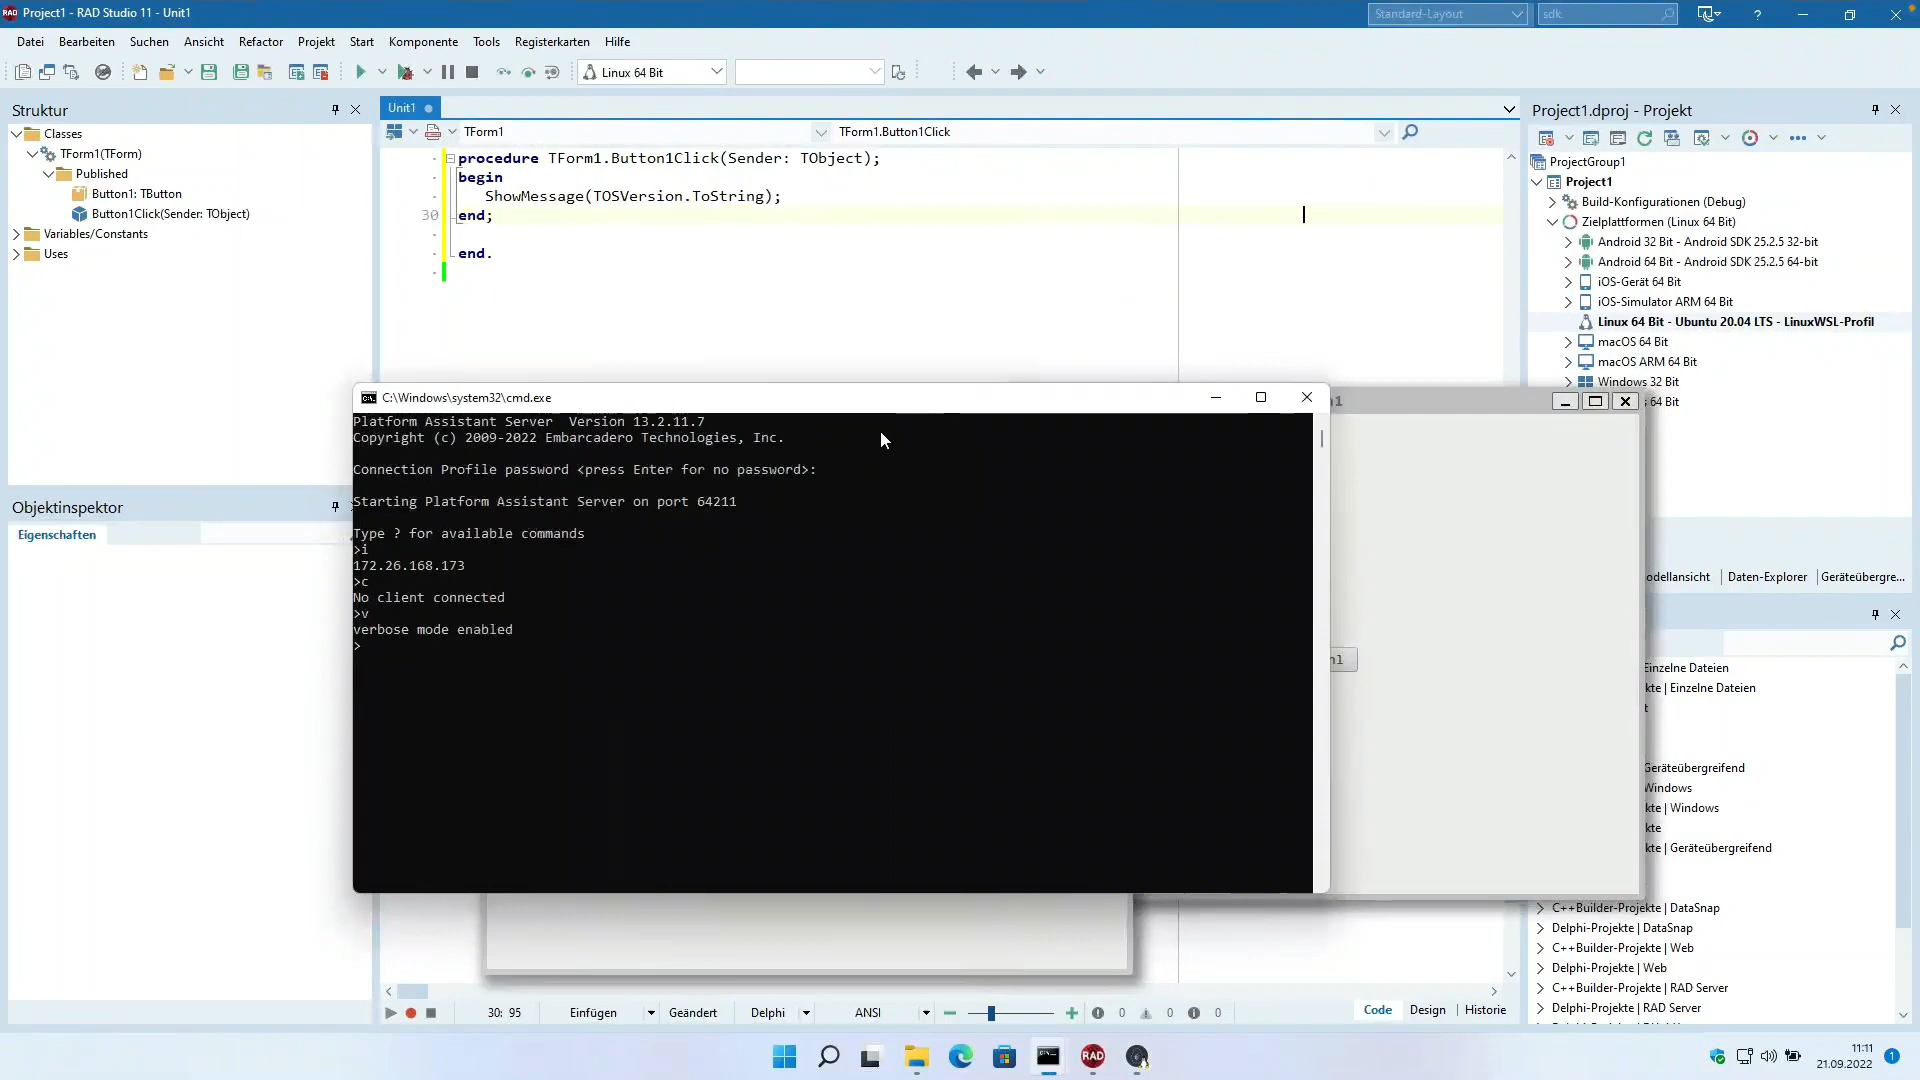 Project1 - RAD Studio 11 - Unit1
Standard-Layout
sdk
Datei Bearbeiten Suchen Ansicht Refactor Projekt Start Komponente Tools Registerkarten Hilfe
Linux 64 Bit
Struktur
Classes
TForm1(TForm)
Published
Button1: TButton
Button1Click(Sender: TObject)
Variables/Constants
Uses
Objektinspektor
Eigenschaften
Unit1
TForm1
TForm1.Button1Click
procedure TForm1.Button1Click(Sender: TObject);
begin
ShowMessage(TOSVersion.ToString);
30 end;
end.
Project1.dproj - Projekt
ProjectGroup1
Project1
Build-Konfigurationen (Debug)
Zielplattformen (Linux 64 Bit)
Android 32 Bit - Android SDK 25.2.5 32-bit
Android 64 Bit - Android SDK 25.2.5 64-bit
iOS-Gerät 64 Bit
iOS-Simulator ARM 64 Bit
Linux 64 Bit - Ubuntu 20.04 LTS - LinuxWSL-Profil
macOS 64 Bit
macOS ARM 64 Bit
Windows 32 Bit
s 64 Bit
C:\Windows\system32\cmd.exe
Platform Assistant Server Version 13.2.11.7
Copyright (c) 2009-2022 Embarcadero Technologies, Inc.
Connection Profile password <press Enter for no password>:
Starting Platform Assistant Server on port 64211
Type ? for available commands
>i
172.26.168.173
>c
No client connected
>v
verbose mode enabled
>
n1
odellansicht Daten-Explorer Geräteübergre...
Einzelne Dateien
kte | Einzelne Dateien
t
Geräteübergreifend
Windows
kte | Windows
kte
kte | Geräteübergreifend
C++Builder-Projekte | DataSnap
Delphi-Projekte | DataSnap
C++Builder-Projekte | Web
Delphi-Projekte | Web
C++Builder-Projekte | RAD Server
Delphi-Projekte | RAD Server
30: 95 Einfügen Geändert Delphi ANSI 0 0 0
Code Design Historie
RAD
11:11
21.09.2022
1